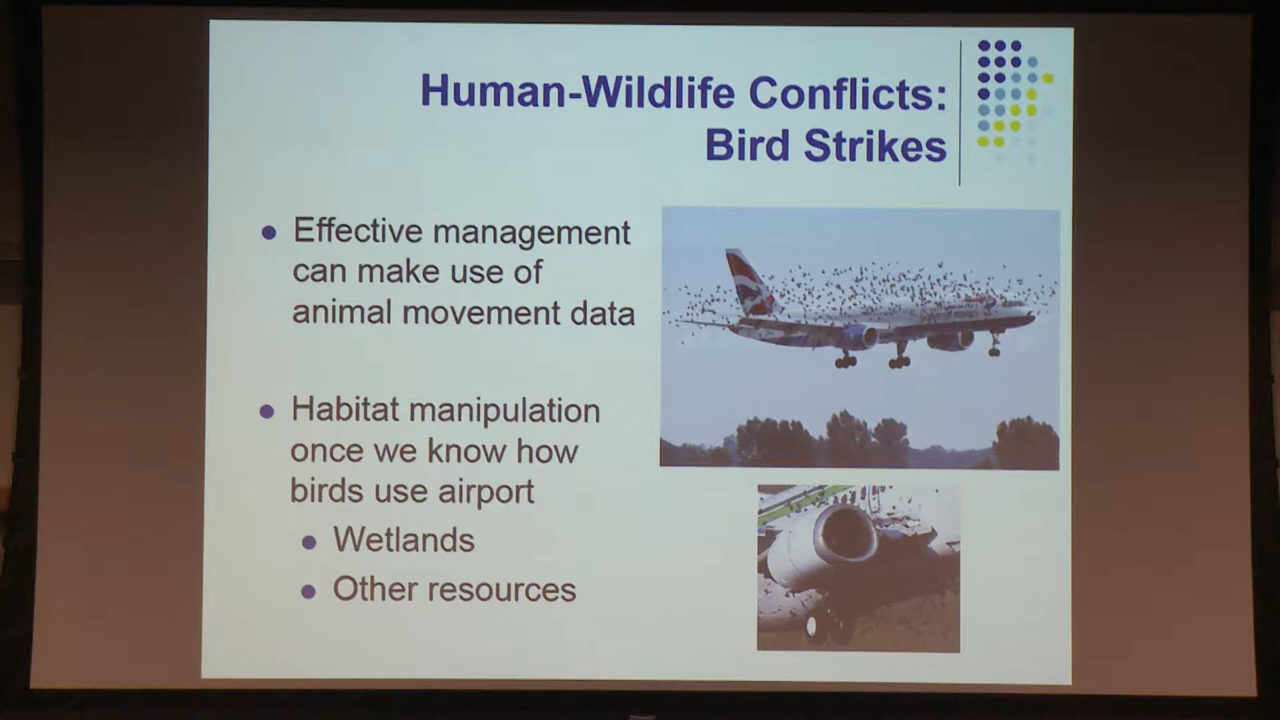 Human-Wildlife Conflicts:
Bird Strikes
Effective management
can make use of
animal movement data
Habitat manipulation
once we know how
birds use airport
Wetlands
Other resources